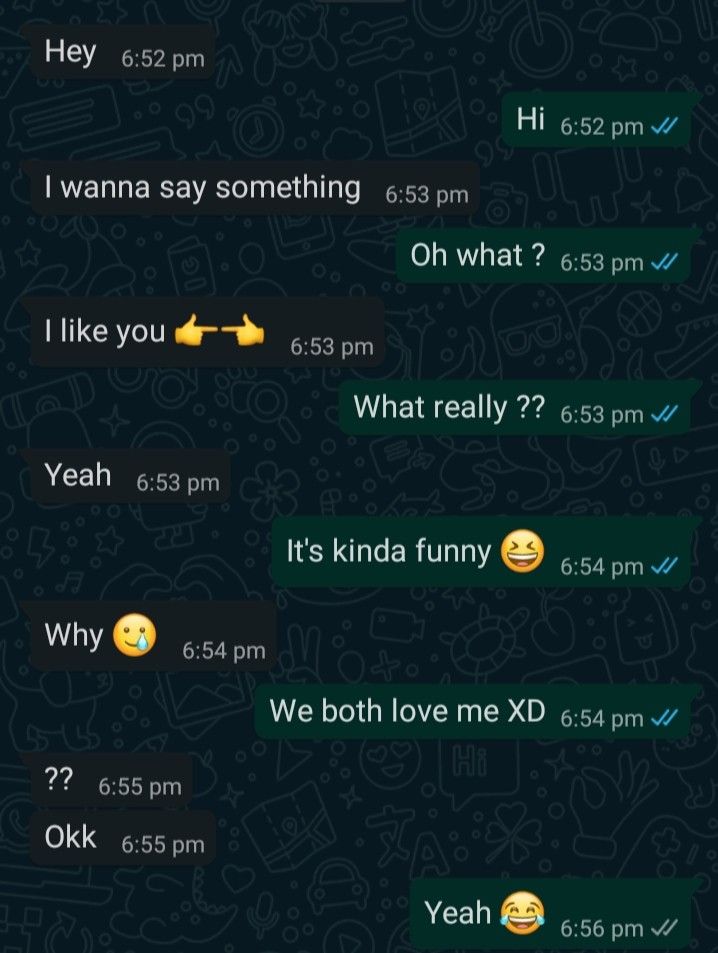 Hey 6:52 pm
Hi 6:52 pm
I wanna say something 6:53 pm
Oh what ? 6:53 pm
I like you 👉👈 6:53 pm
What really ?? 6:53 pm
Yeah 6:53 pm
It's kinda funny 😆 6:54 pm
Why 🥲 6:54 pm
We both love me XD 6:54 pm
?? 6:55 pm
Okk 6:55 pm
Yeah 😂 6:56 pm